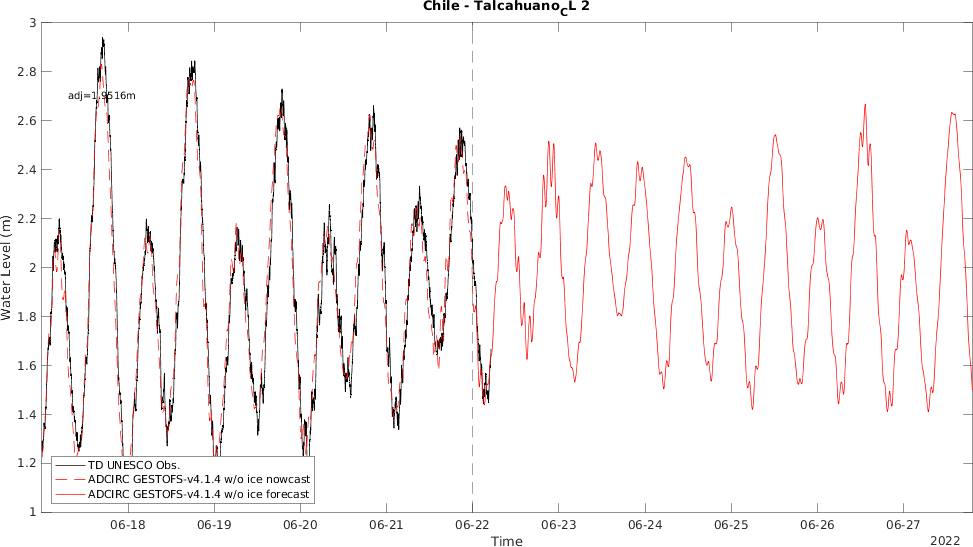 Chile - Talcahuano_CL 2
3
2.8
2.6
2.4
2.2
2
1.8
1.6
1.4
1.2
1
Water Level (m)
adj=1.9516m
TD UNESCO Obs.
ADCIRC GESTOFS-v4.1.4 w/o ice nowcast
ADCIRC GESTOFS-v4.1.4 w/o ice forecast
06-18 06-19 06-20 06-21 06-22 06-23 06-24 06-25 06-26 06-27
Time
2022